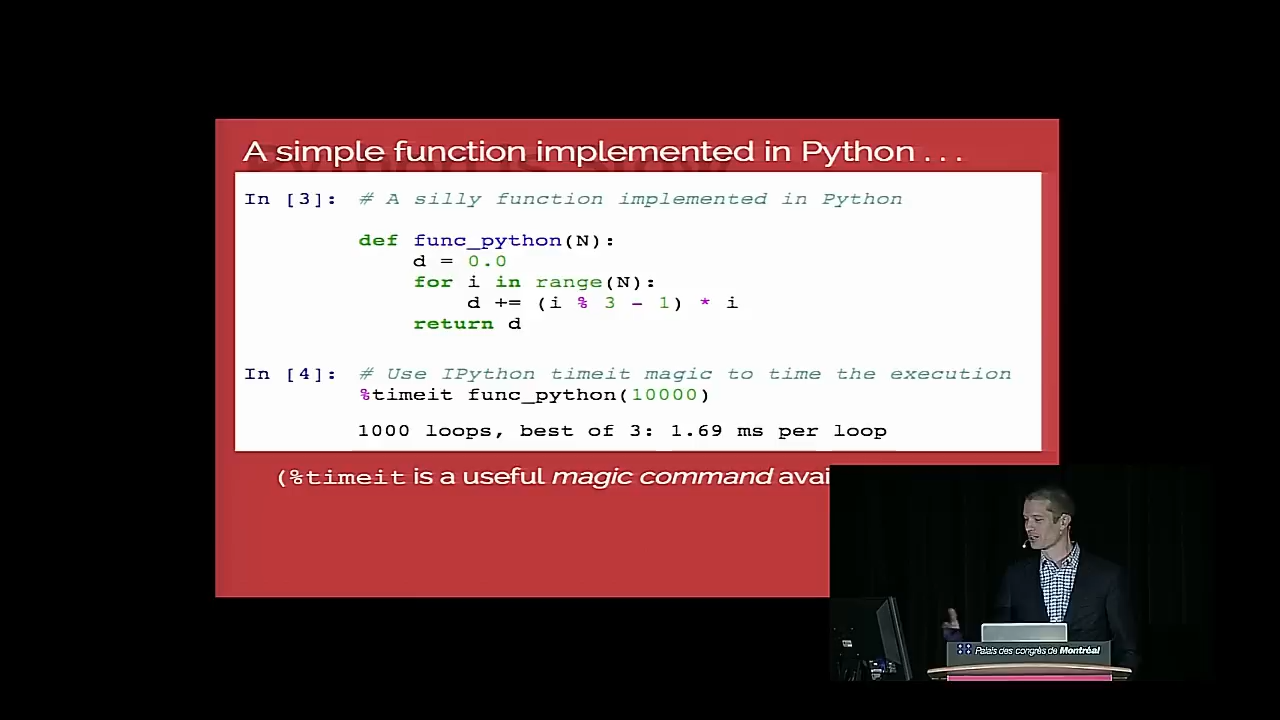 A simple function implemented in Python . . .
In [3]: # A silly function implemented in Python
def func_python(N):
    d = 0.0
    for i in range(N):
        d += (i % 3 - 1) * i
    return d
In [4]: # Use IPython timeit magic to time the execution
%timeit func_python(10000)
1000 loops, best of 3: 1.69 ms per loop
(%timeit is a useful magic command avai
Palais des congrès de Montréal